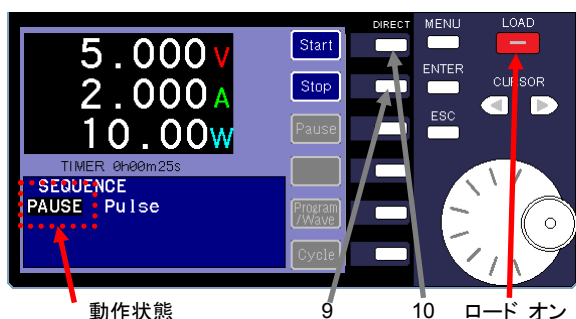 DIRECT MENU LOAD
5.000V
Start
2.000A
Stop
ENTER
CURSOR
10.00W
Pause
ESC
TIMER 0h00m25s
SEQUENCE
PAUSE Pulse
Program
/Wave
Cycle
動作状態
9
10
ロード オン